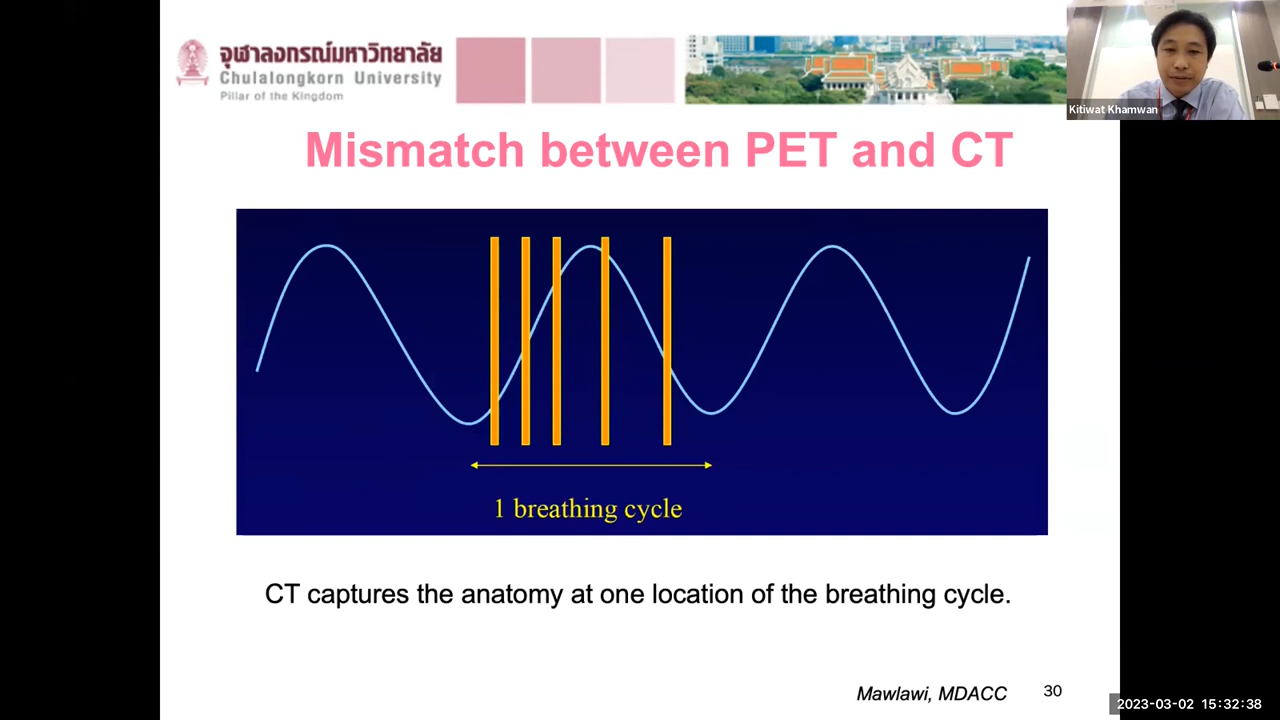 จุฬาลงกรณ์มหาวิทยาลัย
Chulalongkorn University
Pillar of the Kingdom
Kitiwat Khamwan
Mismatch between PET and CT
1 breathing cycle
CT captures the anatomy at one location of the breathing cycle.
Mawlawi, MDACC
30
2023-03-02 15:32:38